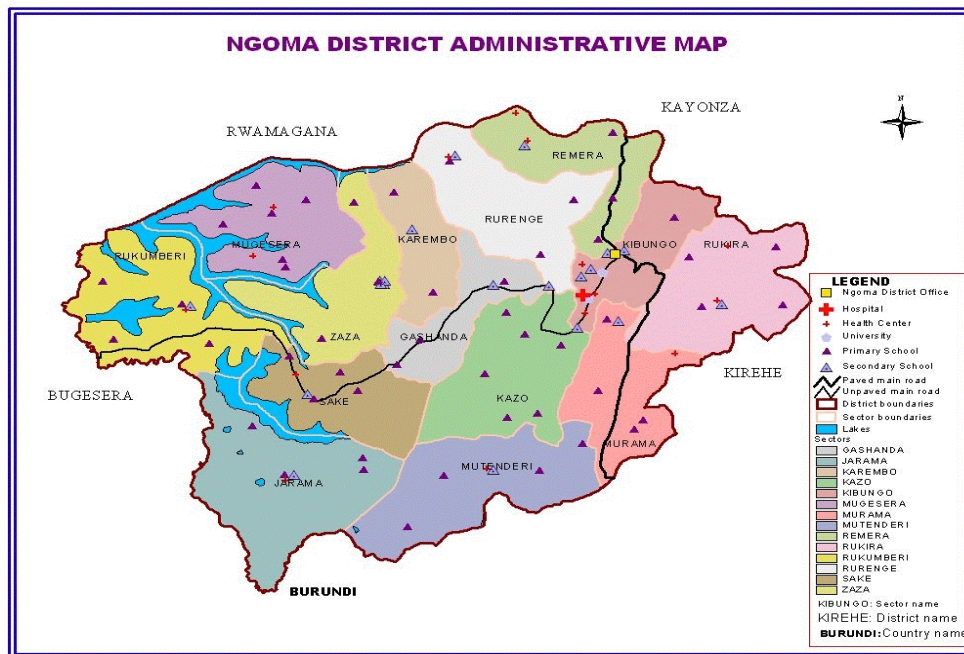 NGOMA DISTRICT ADMINISTRATIVE MAP
KAYONZA
N
RWAMAGANA
REMERA
RURENGE
MUGESERA
KAREMBO
KIBUNGO
RUKIRA
RUKUMBERI
ZAZA
GASHANDA
BUGESERA
KIREHE
SAKE
KAZO
MURAMA
MUTENDERI
JARAMA
BURUNDI
LEGEND
Ngoma District Office
Hospital
Health Center
University
Primary School
Secondary School
Paved main road
Unpaved main road
District boundaries
Sector boundaries
Lakes
Sectors
GASHANDA
JARAMA
KAREMBO
KAZO
KIBUNGO
MUGESERA
MURAMA
MUTENDERI
REMERA
RUKIRA
RUKUMBERI
RURENGE
SAKE
ZAZA
KIBUNGO: Sector name
KIREHE: District name
BURUNDI: Country name